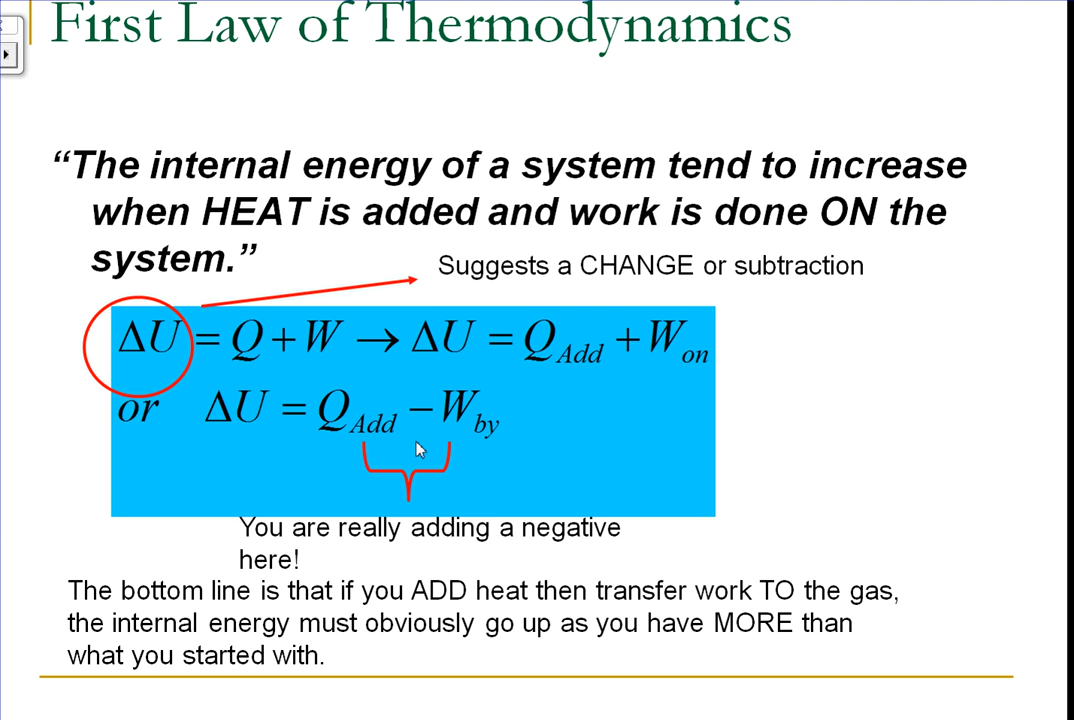 First Law of Thermodynamics
“The internal energy of a system tend to increase
when HEAT is added and work is done ON the
system.”
Suggests a CHANGE or subtraction
ΔU = Q + W → ΔU = Q_Add + W_on
or ΔU = Q_Add − W_by
You are really adding a negative
here!
The bottom line is that if you ADD heat then transfer work TO the gas,
the internal energy must obviously go up as you have MORE than
what you started with.